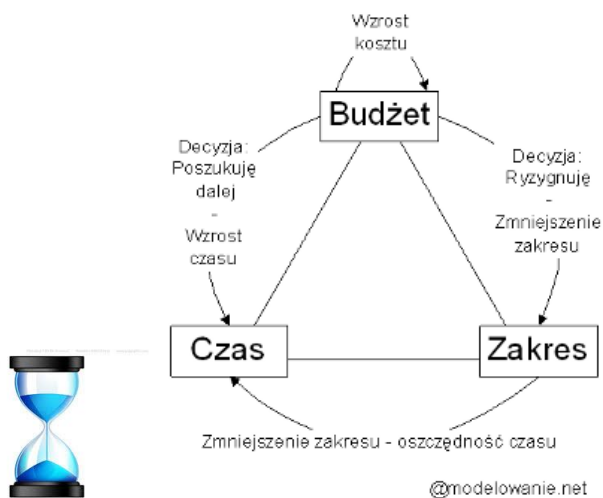 Wzrost
kosztu
Budżet
Decyzja:
Poszukuję
dalej
-
Wzrost
czasu
Decyzja:
Ryzygnuję
-
Zmniejszenie
zakresu
Czas
Zakres
Zmniejszenie zakresu - oszczędność czasu
@modelowanie.net